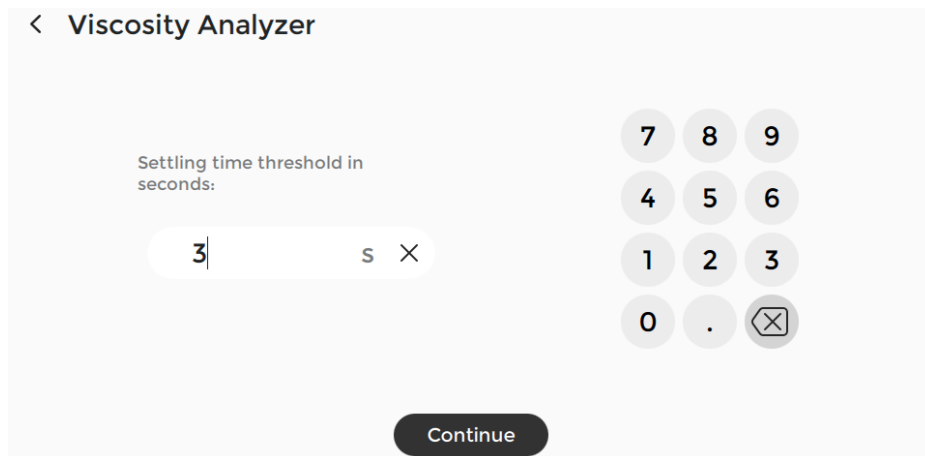 Viscosity Analyzer
Settling time threshold in
seconds:
3 s
7 8 9
4 5 6
1 2 3
0 .
Continue